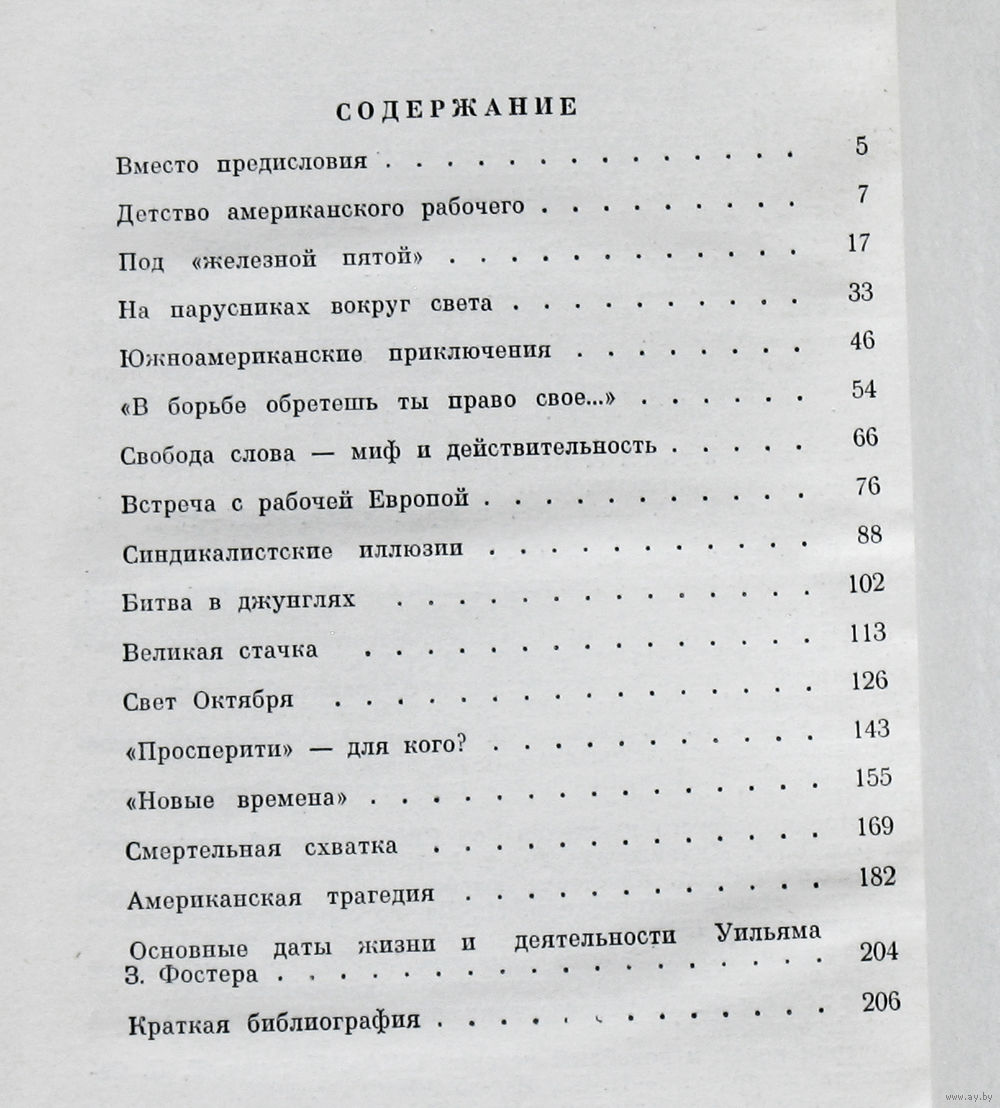 СОДЕРЖАНИЕ
Вместо предисловия . . . . . . . . . . . . . . 5
Детство американского рабочего . . . . . . . . . 7
Под «железной пятой» . . . . . . . . . . . . 17
На парусниках вокруг света . . . . . . . . . . 33
Южноамериканские приключения . . . . . . . . 46
«В борьбе обретешь ты право свое...» . . . . . . 54
Свобода слова — миф и действительность . . . . . 66
Встреча с рабочей Европой . . . . . . . . . . . 76
Синдикалистские иллюзии . . . . . . . . . . . 88
Битва в джунглях . . . . . . . . . . . . . . 102
Великая стачка . . . . . . . . . . . . . . . 113
Свет Октября . . . . . . . . . . . . . . . . 126
«Просперити» — для кого? . . . . . . . . . . . 143
«Новые времена» . . . . . . . . . . . . . . . 155
Смертельная схватка . . . . . . . . . . . . . 169
Американская трагедия . . . . . . . . . . . . 182
Основные даты жизни и деятельности Уильяма
З. Фостера . . . . . . . . . . . . . . . . . . 204
Краткая библиография . . . . . . . . . . . . . 206
www.ay.by